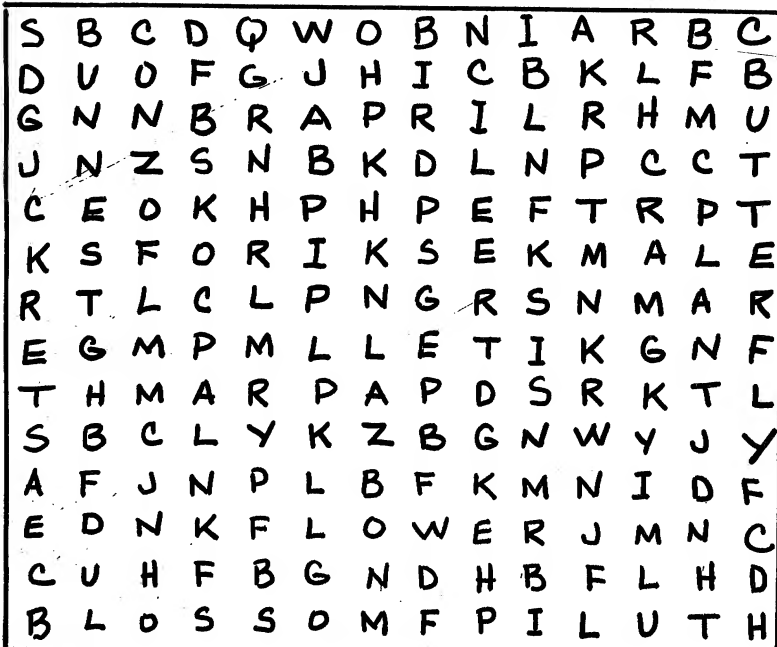 S B C D Q W O B N I A R B C
D U O F G J H I C B K L F B
G N N B R A P R I L R H M U
J N Z S N B K D L N P C C T
C E O K H P H P E F T R P T
K S F O R I K S E K M A L E
R T L C L P N G R S N M A R
E G M P M L L E T I K G N F
T H M A R P A P D S R K T L
S B C L Y K Z B G N W Y J Y
A F J N P L B F K M N I D F
E D N K F L O W E R J M N C
C U H F B G N D H B F L H D
B L O S S O M F P I L U T H